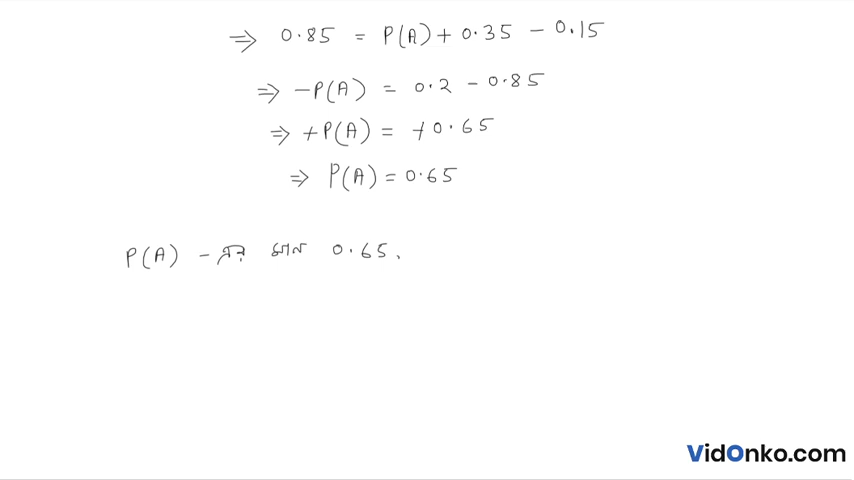 ⇒ 0.85 = P(A) + 0.35 − 0.15
⇒ −P(A) = 0.2 − 0.85
⇒ +P(A) = +0.65
⇒ P(A) = 0.65
P(A) - এর মান 0.65.
VidOnko.com